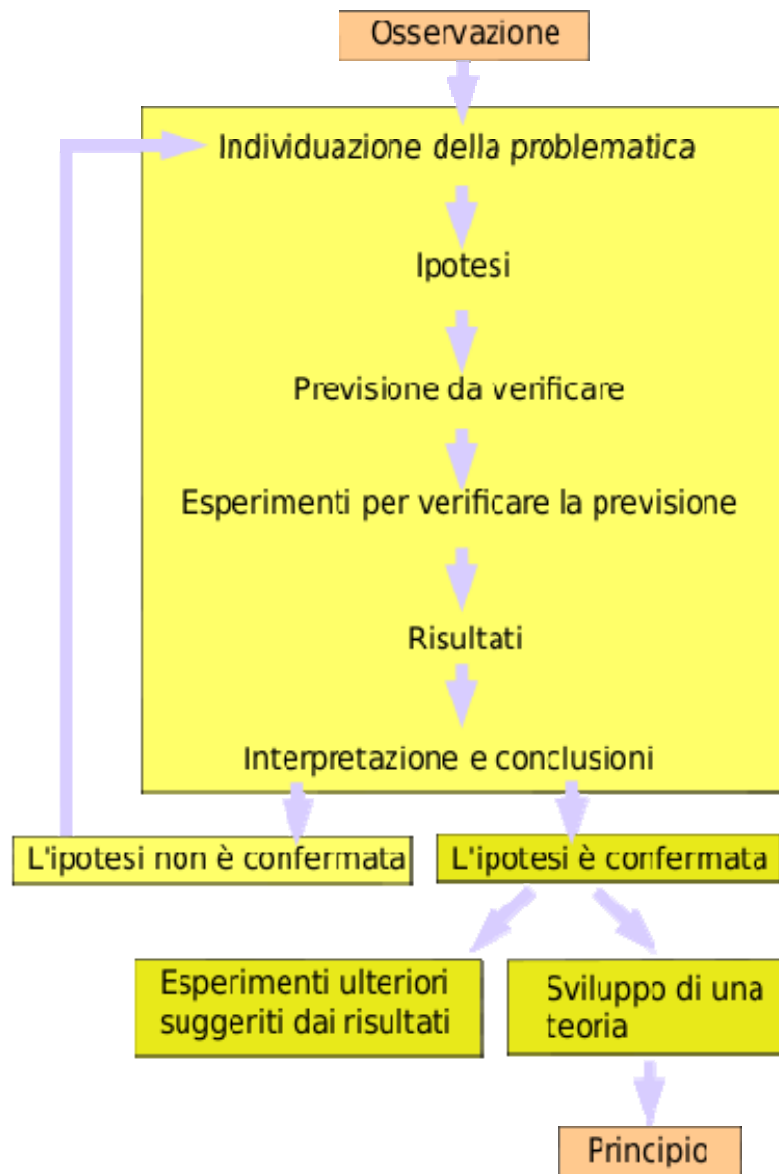 Osservazione
Individuazione della problematica
Ipotesi
Previsione da verificare
Esperimenti per verificare la previsione
Risultati
Interpretazione e conclusioni
L'ipotesi non è confermata
L'ipotesi è confermata
Esperimenti ulteriori
suggeriti dai risultati
Sviluppo di una
teoria
Principio